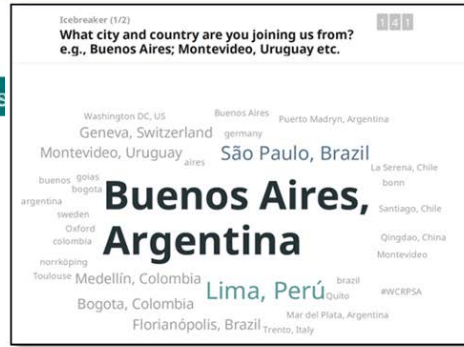 Icebreaker (1/2)
141
What city and country are you joining us from?
e.g., Buenos Aires; Montevideo, Uruguay etc.
Washington DC, US
Buenos Aires
Puerto Madryn, Argentina
Geneva, Switzerland
germany
Montevideo, Uruguay
aires
São Paulo, Brazil
La Serena, Chile
buenos
goias
bonn
bogota
Buenos Aires,
argentina
sweden
Santiago, Chile
Oxford
Argentina
colombia
Qingdao, China
Montevideo
norrköping
Toulouse
Medellín, Colombia
Lima, Perú
brazil
Quito
#WCRPSA
Bogota, Colombia
Mar del Plata, Argentina
Florianópolis, Brazil
Trento, Italy